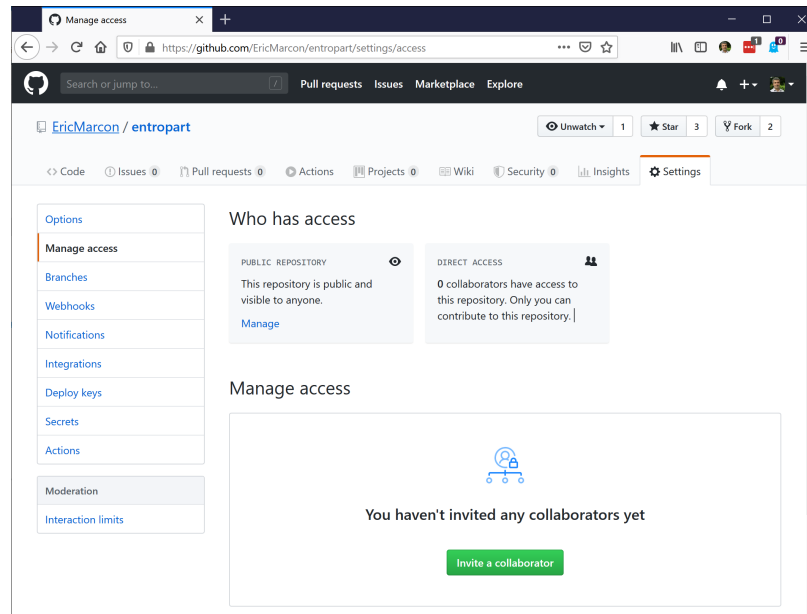 Manage access
https://github.com/EricMarcon/entropart/settings/access
1
0
Search or jump to...
/
Pull requests Issues Marketplace Explore
EricMarcon / entropart
Unwatch 1
Star 3
Fork 2
Code
Issues 0
Pull requests 0
Actions
Projects 0
Wiki
Security 0
Insights
Settings
Options
Manage access
Branches
Webhooks
Notifications
Integrations
Deploy keys
Secrets
Actions
Moderation
Interaction limits
Who has access
PUBLIC REPOSITORY
This repository is public and
visible to anyone.
Manage
DIRECT ACCESS
0 collaborators have access to
this repository. Only you can
contribute to this repository.
Manage access
You haven't invited any collaborators yet
Invite a collaborator